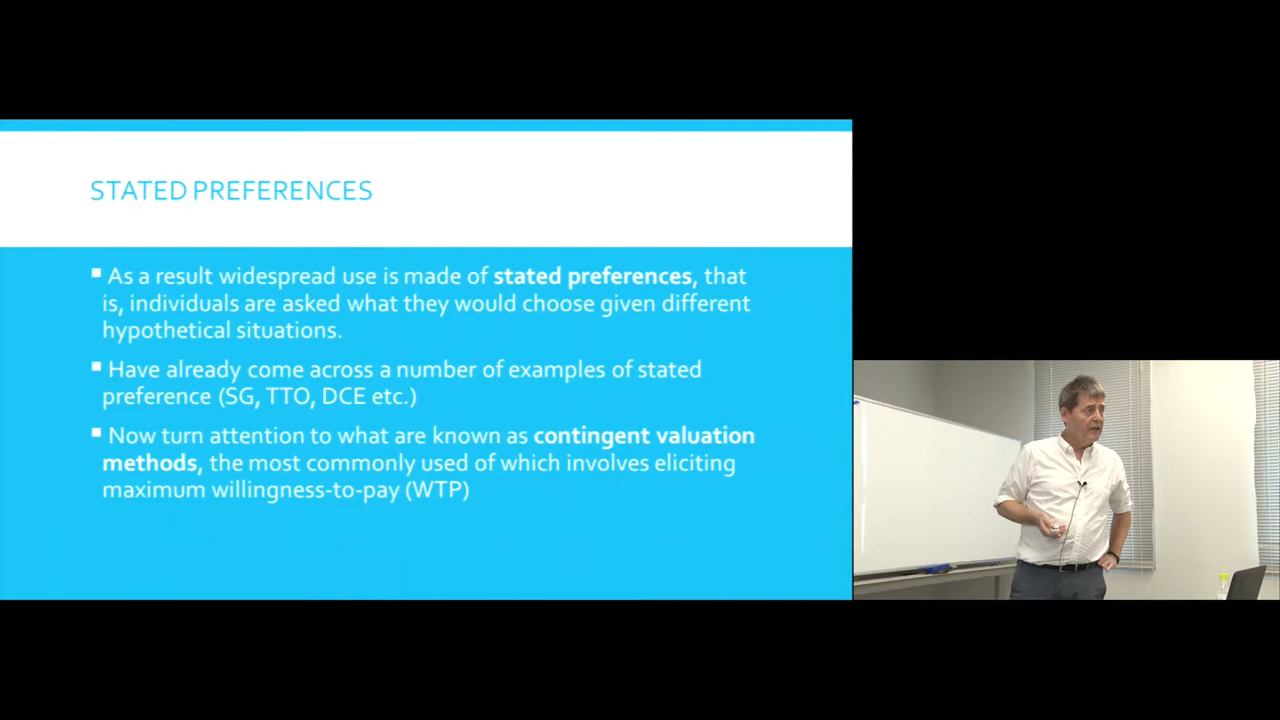 STATED PREFERENCES
▪ As a result widespread use is made of stated preferences, that
is, individuals are asked what they would choose given different
hypothetical situations.
▪ Have already come across a number of examples of stated
preference (SG, TTO, DCE etc.)
▪ Now turn attention to what are known as contingent valuation
methods, the most commonly used of which involves eliciting
maximum willingness-to-pay (WTP)